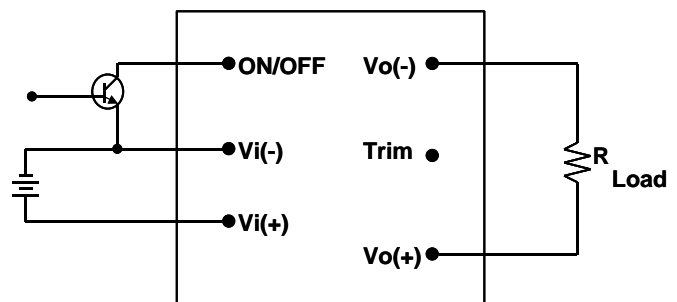 ON/OFF
Vo(-)
Vi(-)
Trim
R
Load
Vi(+)
Vo(+)